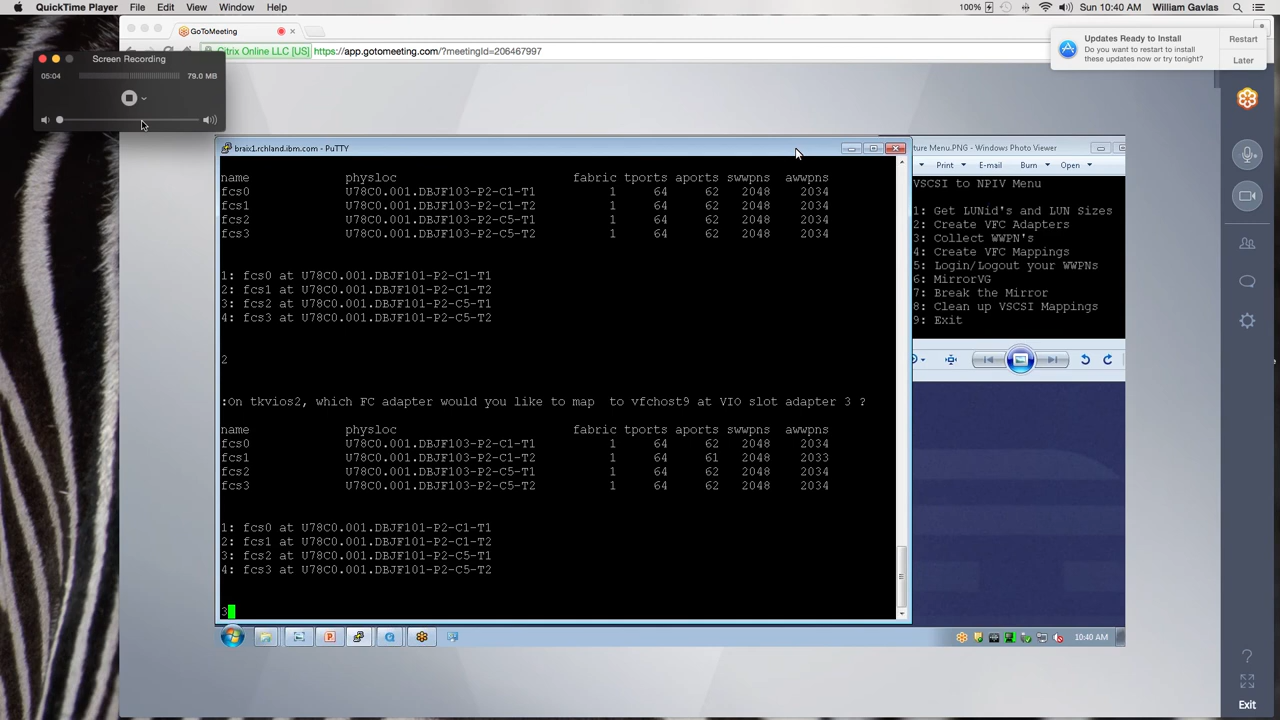 QuickTime Player File Edit View Window Help
100% Sun 10:40 AM William Gavlas
GoToMeeting
Citrix Online LLC [US] https://app.gotomeeting.com/?meetingId=206467997
Updates Ready to Install
Do you want to restart to install
these updates now or try tonight?
Restart
Later
Screen Recording
05:04 79.0 MB
braix1.rchland.ibm.com - PuTTY
name physloc fabric tports aports swwpns awwpns
fcs0 U78C0.001.DBJF103-P2-C1-T1 1 64 62 2048 2034
fcs1 U78C0.001.DBJF103-P2-C1-T2 1 64 62 2048 2034
fcs2 U78C0.001.DBJF103-P2-C5-T1 1 64 62 2048 2034
fcs3 U78C0.001.DBJF103-P2-C5-T2 1 64 62 2048 2034
1: fcs0 at U78C0.001.DBJF101-P2-C1-T1
2: fcs1 at U78C0.001.DBJF101-P2-C1-T2
3: fcs2 at U78C0.001.DBJF101-P2-C5-T1
4: fcs3 at U78C0.001.DBJF101-P2-C5-T2
2
:On tkvios2, which FC adapter would you like to map to vfchost9 at VIO slot adapter 3 ?
name physloc fabric tports aports swwpns awwpns
fcs0 U78C0.001.DBJF103-P2-C1-T1 1 64 62 2048 2034
fcs1 U78C0.001.DBJF103-P2-C1-T2 1 64 61 2048 2033
fcs2 U78C0.001.DBJF103-P2-C5-T1 1 64 62 2048 2034
fcs3 U78C0.001.DBJF103-P2-C5-T2 1 64 62 2048 2034
1: fcs0 at U78C0.001.DBJF101-P2-C1-T1
2: fcs1 at U78C0.001.DBJF101-P2-C1-T2
3: fcs2 at U78C0.001.DBJF101-P2-C5-T1
4: fcs3 at U78C0.001.DBJF101-P2-C5-T2
3
ture Menu.PNG - Windows Photo Viewer
Print E-mail Burn Open
VSCSI to NPIV Menu
1: Get LUNid's and LUN Sizes
2: Create VFC Adapters
3: Collect WWPN's
4: Create VFC Mappings
5: Login/Logout your WWPNs
6: MirrorVG
7: Break the Mirror
8: Clean up VSCSI Mappings
9: Exit
10:40 AM
Exit